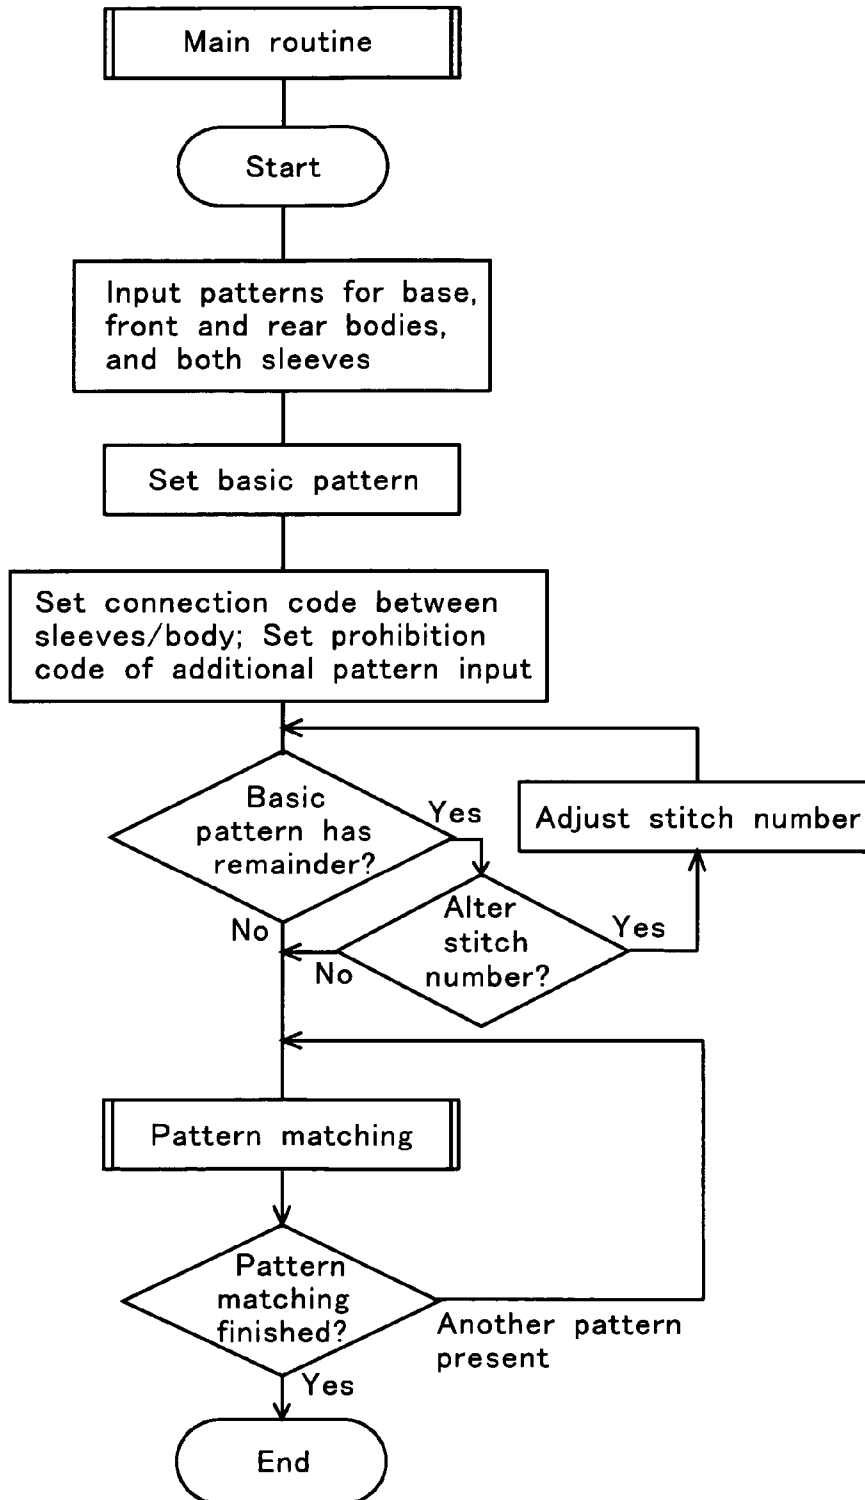 Main routine
Start
Input patterns for base,
front and rear bodies,
and both sleeves
Set basic pattern
Set connection code between
sleeves/body; Set prohibition
code of additional pattern input
Basic
pattern has
remainder?
Yes
Adjust stitch number
No
Alter
stitch
number?
Yes
No
Pattern matching
Pattern
matching
finished?
Another pattern
present
Yes
End